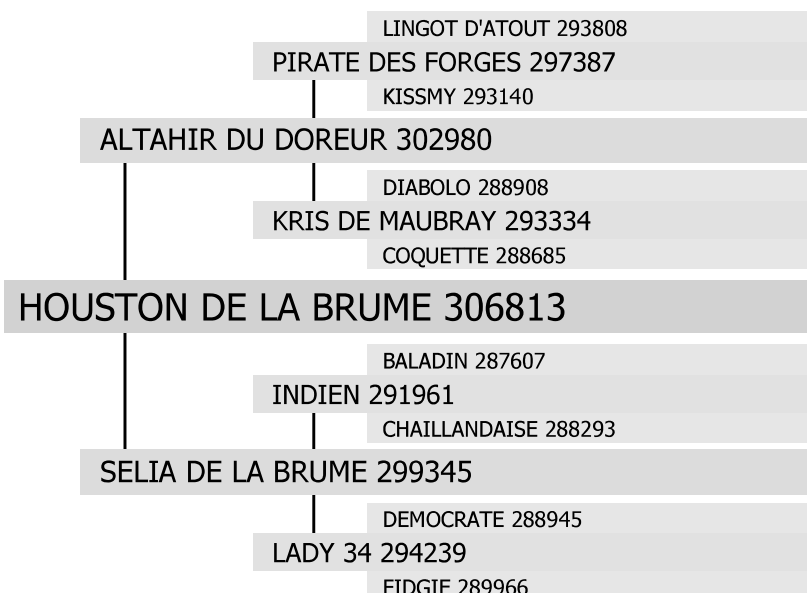 LINGOT D'ATOUT 293808
PIRATE DES FORGES 297387
KISSMY 293140
ALTAHIR DU DOREUR 302980
DIABOLO 288908
KRIS DE MAUBRAY 293334
COQUETTE 288685
HOUSTON DE LA BRUME 306813
BALADIN 287607
INDIEN 291961
CHAILLANDAISE 288293
SELIA DE LA BRUME 299345
DEMOCRATE 288945
LADY 34 294239
FIDGIE 289966